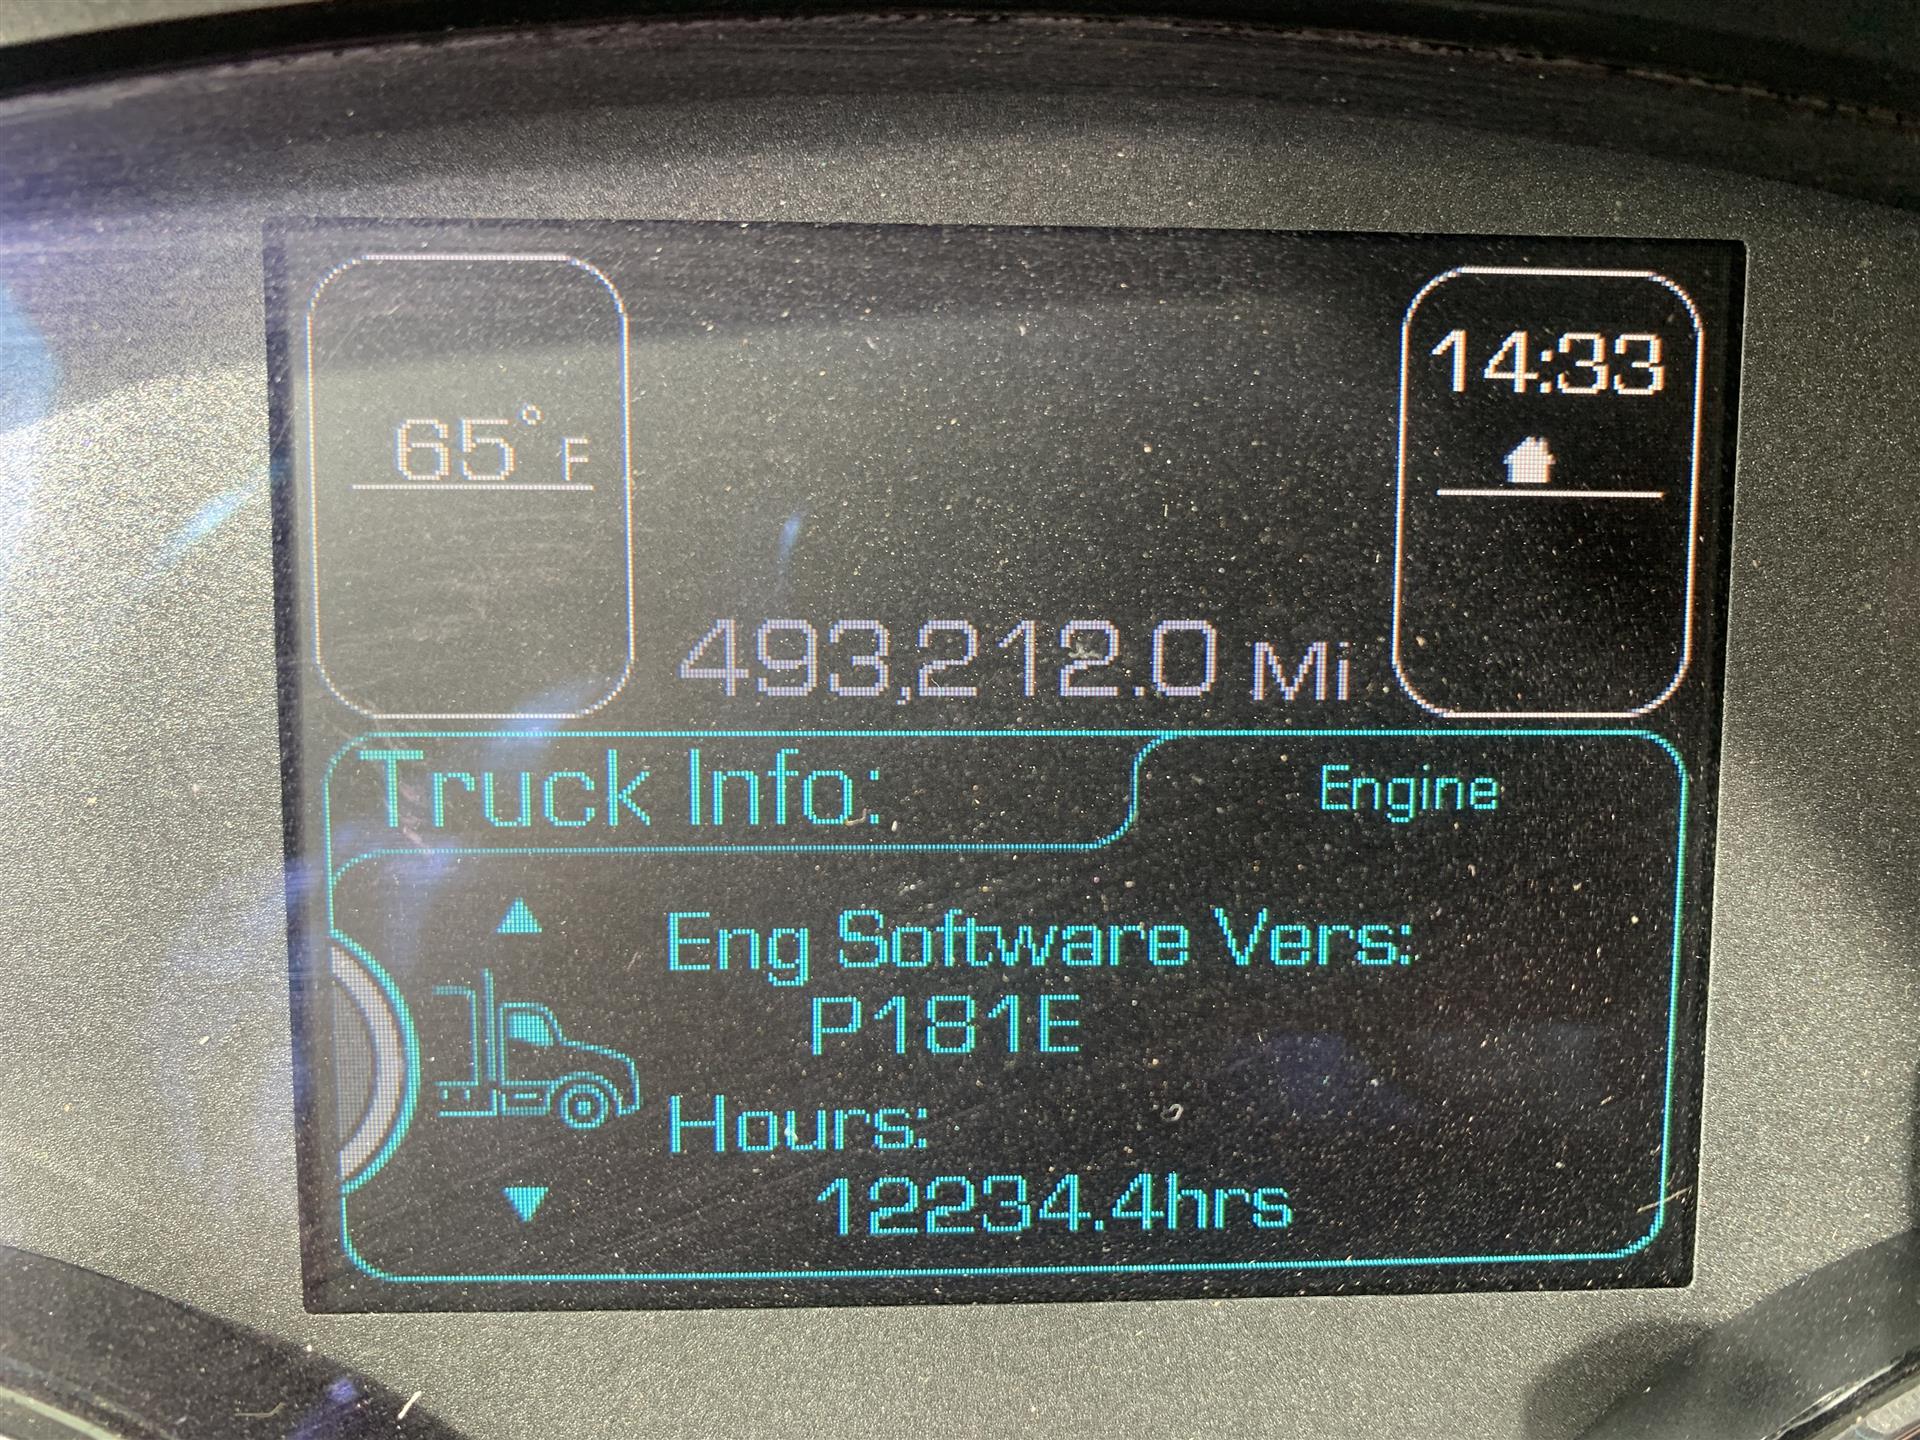 65° F
14:33
493,212.0 Mi
Truck Info:
Engine
Eng Software Vers:
P181E
Hours:
12234.4hrs